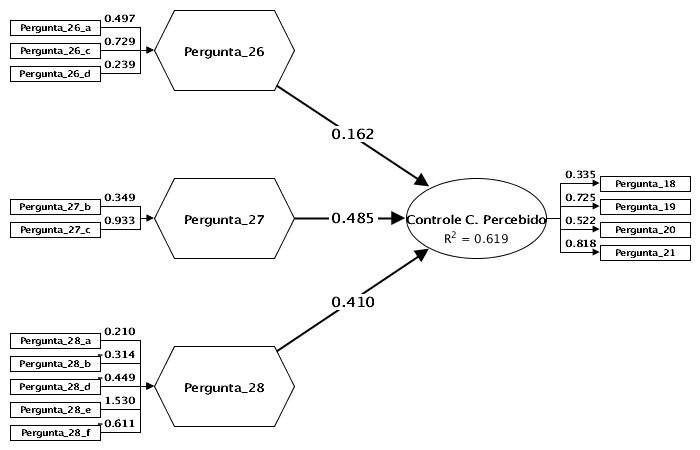 Pergunta_26_a
0.497
Pergunta_26_c
0.729
Pergunta_26_d
0.239
Pergunta_26
0.162
Pergunta_27_b
0.349
Pergunta_27_c
0.933
Pergunta_27
0.485
Controle C. Percebido
R² = 0.619
0.335
Pergunta_18
0.725
Pergunta_19
0.522
Pergunta_20
0.818
Pergunta_21
0.410
Pergunta_28_a
0.210
Pergunta_28_b
-0.314
Pergunta_28_d
-0.449
Pergunta_28_e
1.530
Pergunta_28_f
-0.611
Pergunta_28